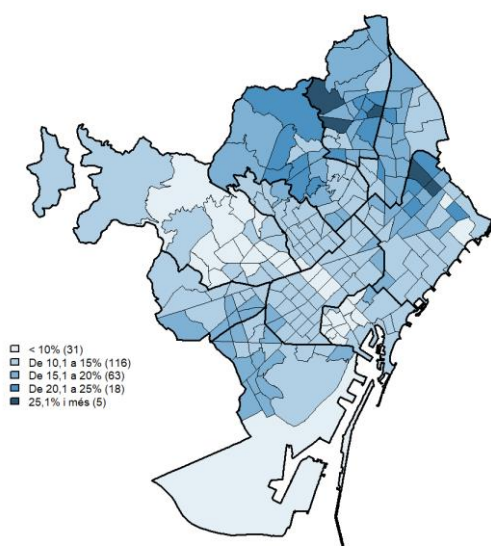 < 10% (31)
De 10,1 a 15% (116)
De 15,1 a 20% (63)
De 20,1 a 25% (18)
25,1% i més (5)